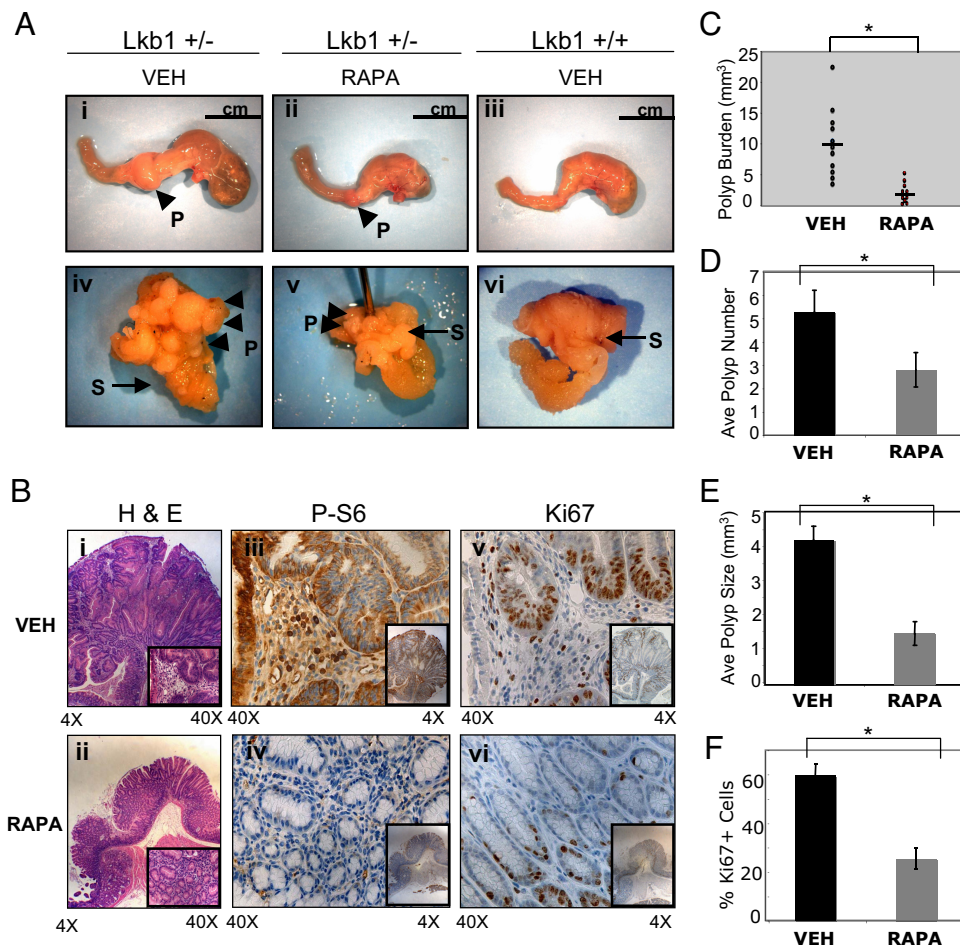 A
Lkb1 +/- Lkb1 +/- Lkb1 +/+
VEH RAPA VEH
i cm ii cm iii cm
P P
iv v vi
P P S S
S
B
H & E P-S6 Ki67
VEH i iii v
4X 40X 40X 4X 40X 4X
RAPA ii iv vi
4X 40X 40X 4X 40X 4X
C
*
Polyp Burden (mm³)
25
20
15
10
5
0
VEH RAPA
D
*
Ave Polyp Number
7
6
5
4
3
2
1
0
VEH RAPA
E
*
Ave Polyp Size (mm³)
5
4
3
2
1
0
VEH RAPA
F
*
% Ki67+ Cells
60
40
20
0
VEH RAPA